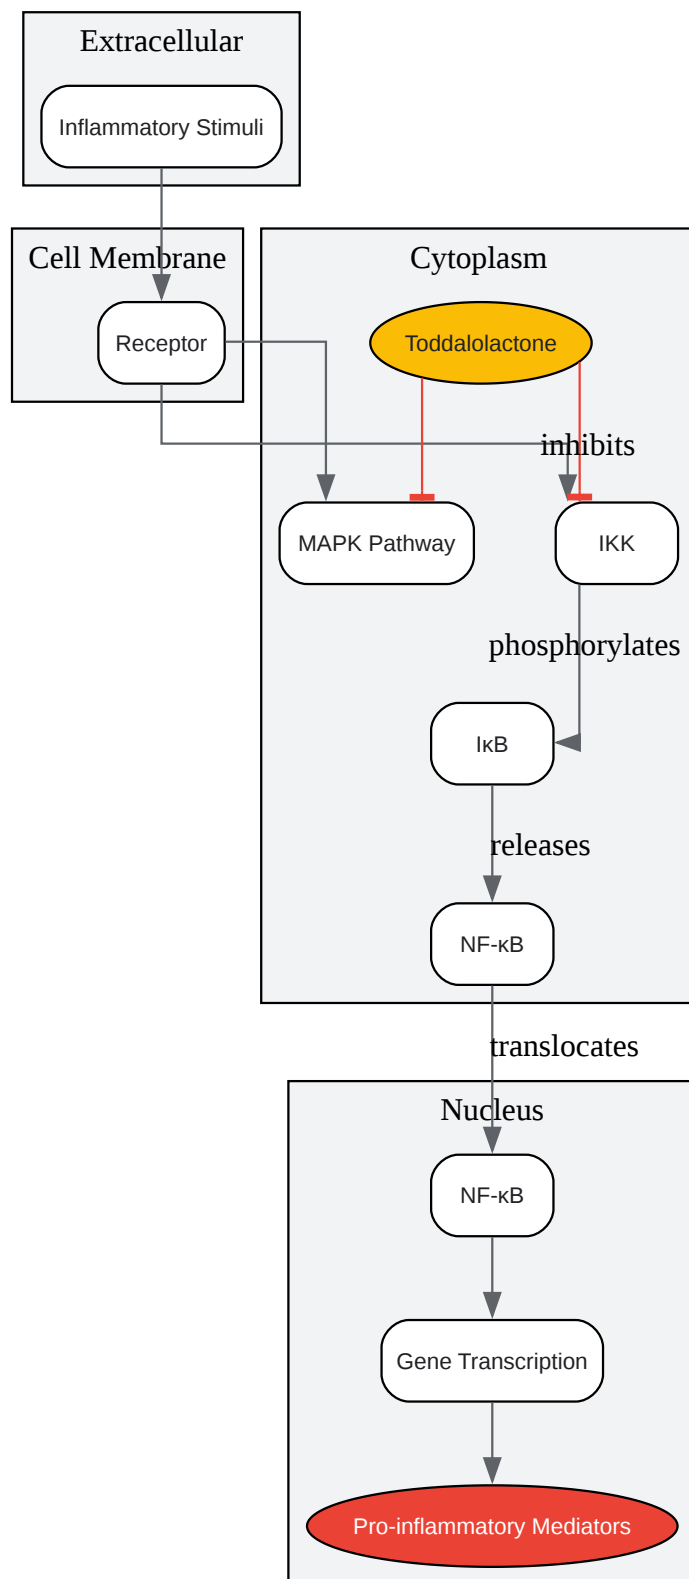 Extracellular
Inflammatory Stimuli
Cell Membrane
Cytoplasm
Receptor
Toddalolactone
inhibits
MAPK Pathway
IKK
phosphorylates
IκB
releases
NF-κB
translocates
Nucleus
NF-κB
Gene Transcription
Pro-inflammatory Mediators